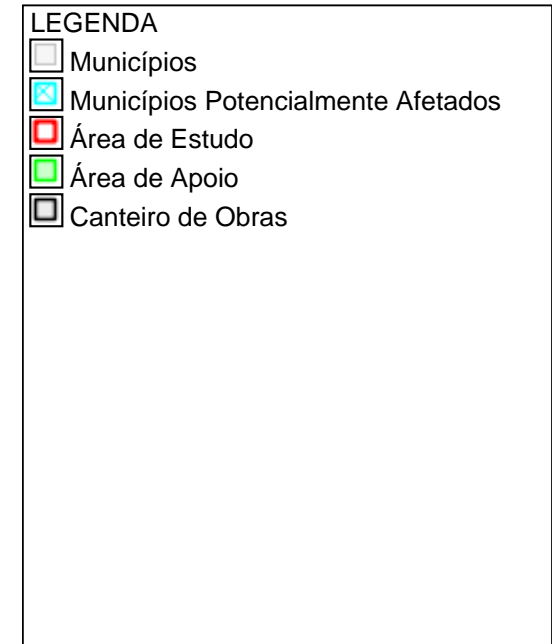 LEGENDA
Municípios
Municípios Potencialmente Afetados
Área de Estudo
Área de Apoio
Canteiro de Obras